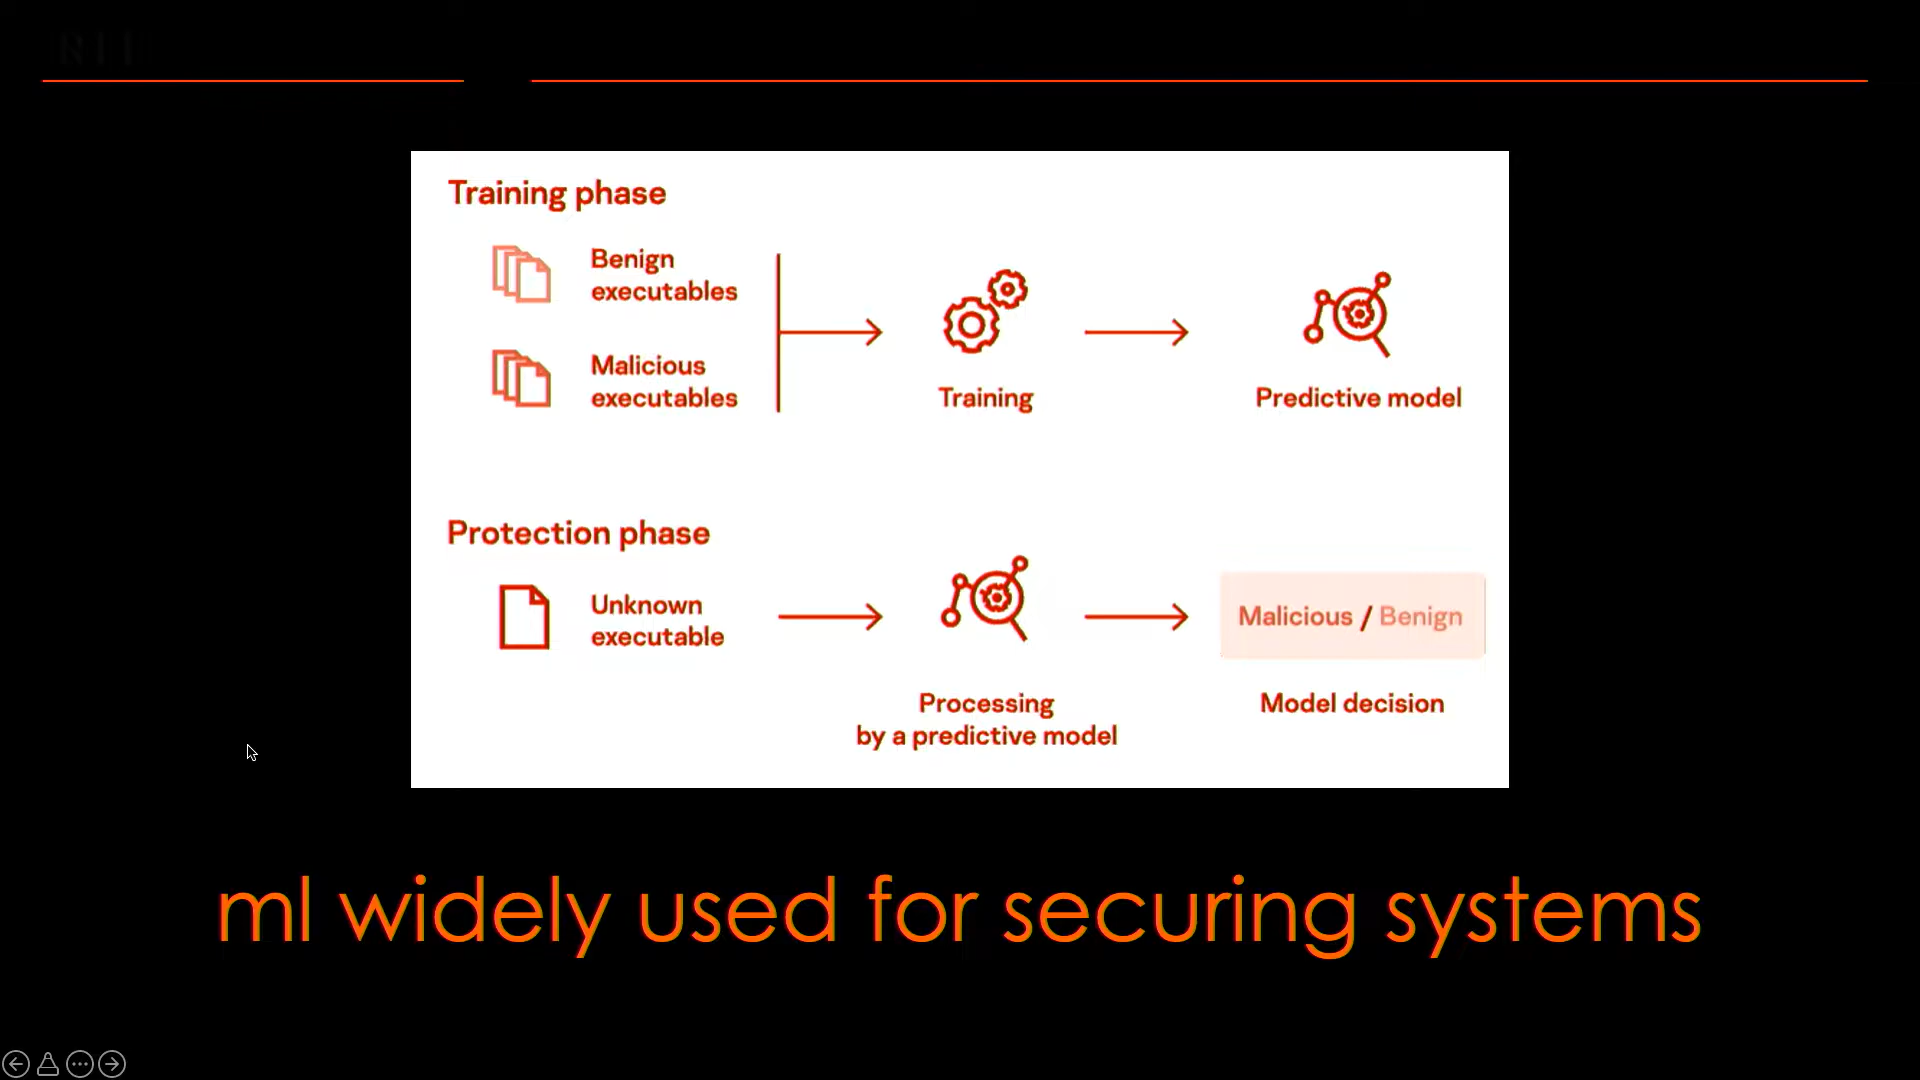 Training phase
Benign
executables
Malicious
executables
Training
Predictive model
Protection phase
Unknown
executable
Malicious / Benign
Processing
by a predictive model
Model decision
ml widely used for securing systems